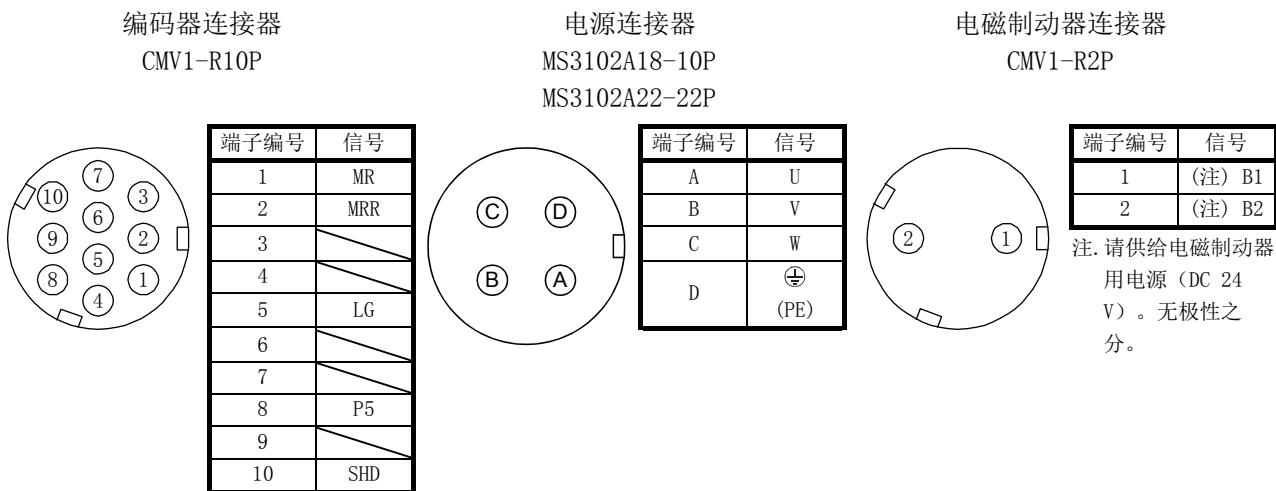 编码器连接器
CMV1-R10P
7
10
3
6
9
2
5
8
1
4
端子编号 信号
1 MR
2 MRR
3
4
5 LG
6
7
8 P5
9
10 SHD
电源连接器
MS3102A18-10P
MS3102A22-22P
C D
B A
端子编号 信号
A U
B V
C W
D (PE)
电磁制动器连接器
CMV1-R2P
2 1
端子编号 信号
1 (注) B1
2 (注) B2
注.请供给电磁制动器
用电源（DC 24
V）。无极性之
分。